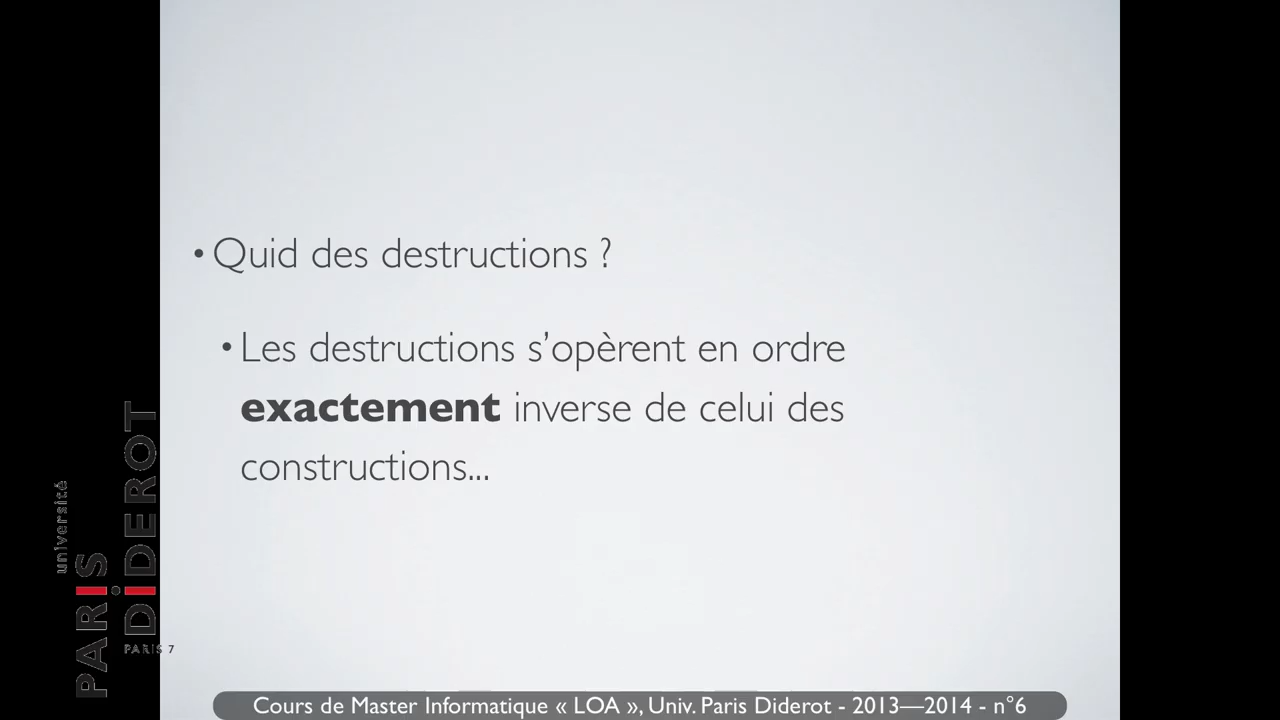 • Quid des destructions ?
• Les destructions s’opèrent en ordre
exactement inverse de celui des
constructions...
université
PARIS
DiDEROT
PARIS 7
Cours de Master Informatique « LOA », Univ. Paris Diderot - 2013—2014 - n°6